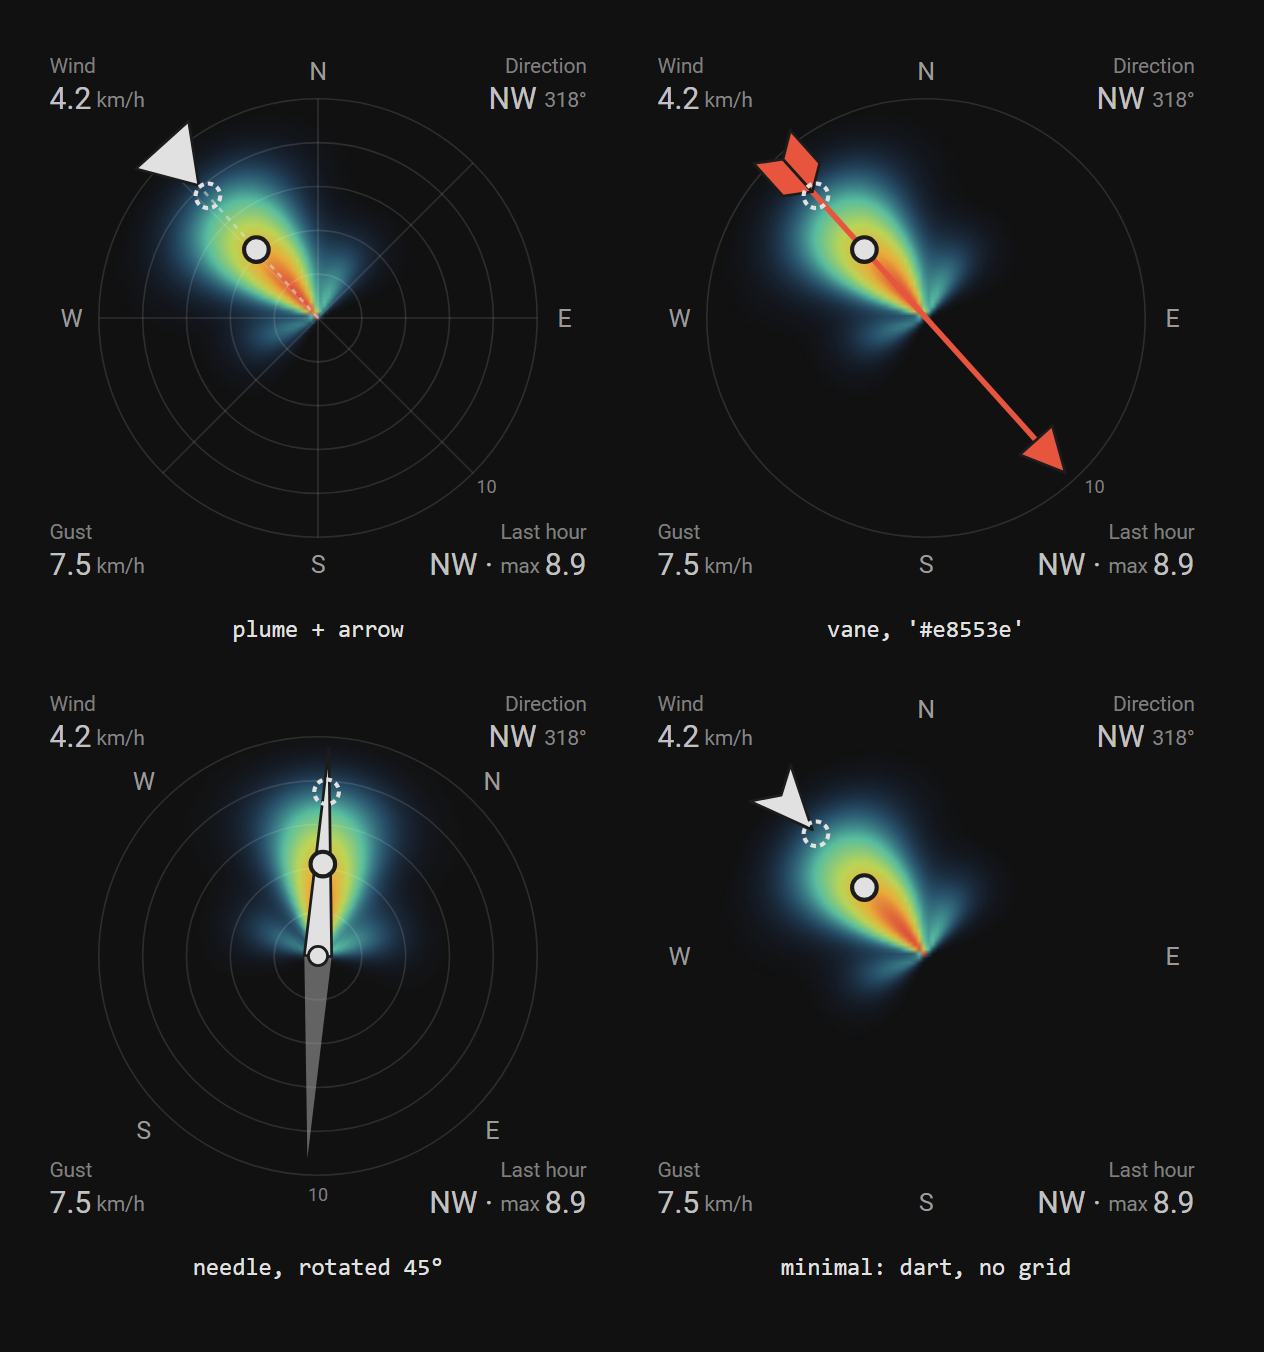 Wind
4.2 km/h
N
Direction
NW 318°
W
E
10
Gust
7.5 km/h
S
Last hour
NW · max 8.9
plume + arrow
Wind
4.2 km/h
N
Direction
NW 318°
W
E
10
Gust
7.5 km/h
S
Last hour
NW · max 8.9
vane, '#e8553e'
Wind
4.2 km/h
Direction
NW 318°
W
N
S
E
Gust
7.5 km/h
10
Last hour
NW · max 8.9
needle, rotated 45°
Wind
4.2 km/h
N
Direction
NW 318°
W
E
Gust
7.5 km/h
S
Last hour
NW · max 8.9
minimal: dart, no grid